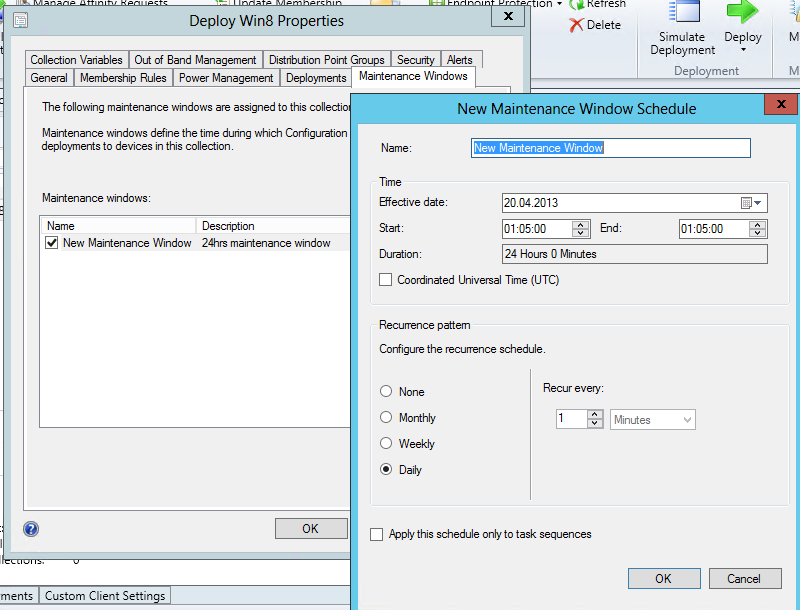 Manage Affinity Requests
Update Membership
Endpoint Protection
Refresh
Delete
Simulate
Deployment
Deploy
Deployment
Deploy Win8 Properties
Collection Variables
Out of Band Management
Distribution Point Groups
Security
Alerts
General
Membership Rules
Power Management
Deployments
Maintenance Windows
The following maintenance windows are assigned to this collection
Maintenance windows define the time during which Configuration
deployments to devices in this collection.
Maintenance windows:
Name
Description
New Maintenance Window
24hrs maintenance window
OK
New Maintenance Window Schedule
x
Name:
New Maintenance Window
Time
Effective date:
20.04.2013
Start:
01:05:00
End:
01:05:00
Duration:
24 Hours 0 Minutes
Coordinated Universal Time (UTC)
Recurrence pattern
Configure the recurrence schedule.
None
Monthly
Weekly
Daily
Recur every:
1
Minutes
Apply this schedule only to task sequences
OK
Cancel
ections:
0
ments
Custom Client Settings